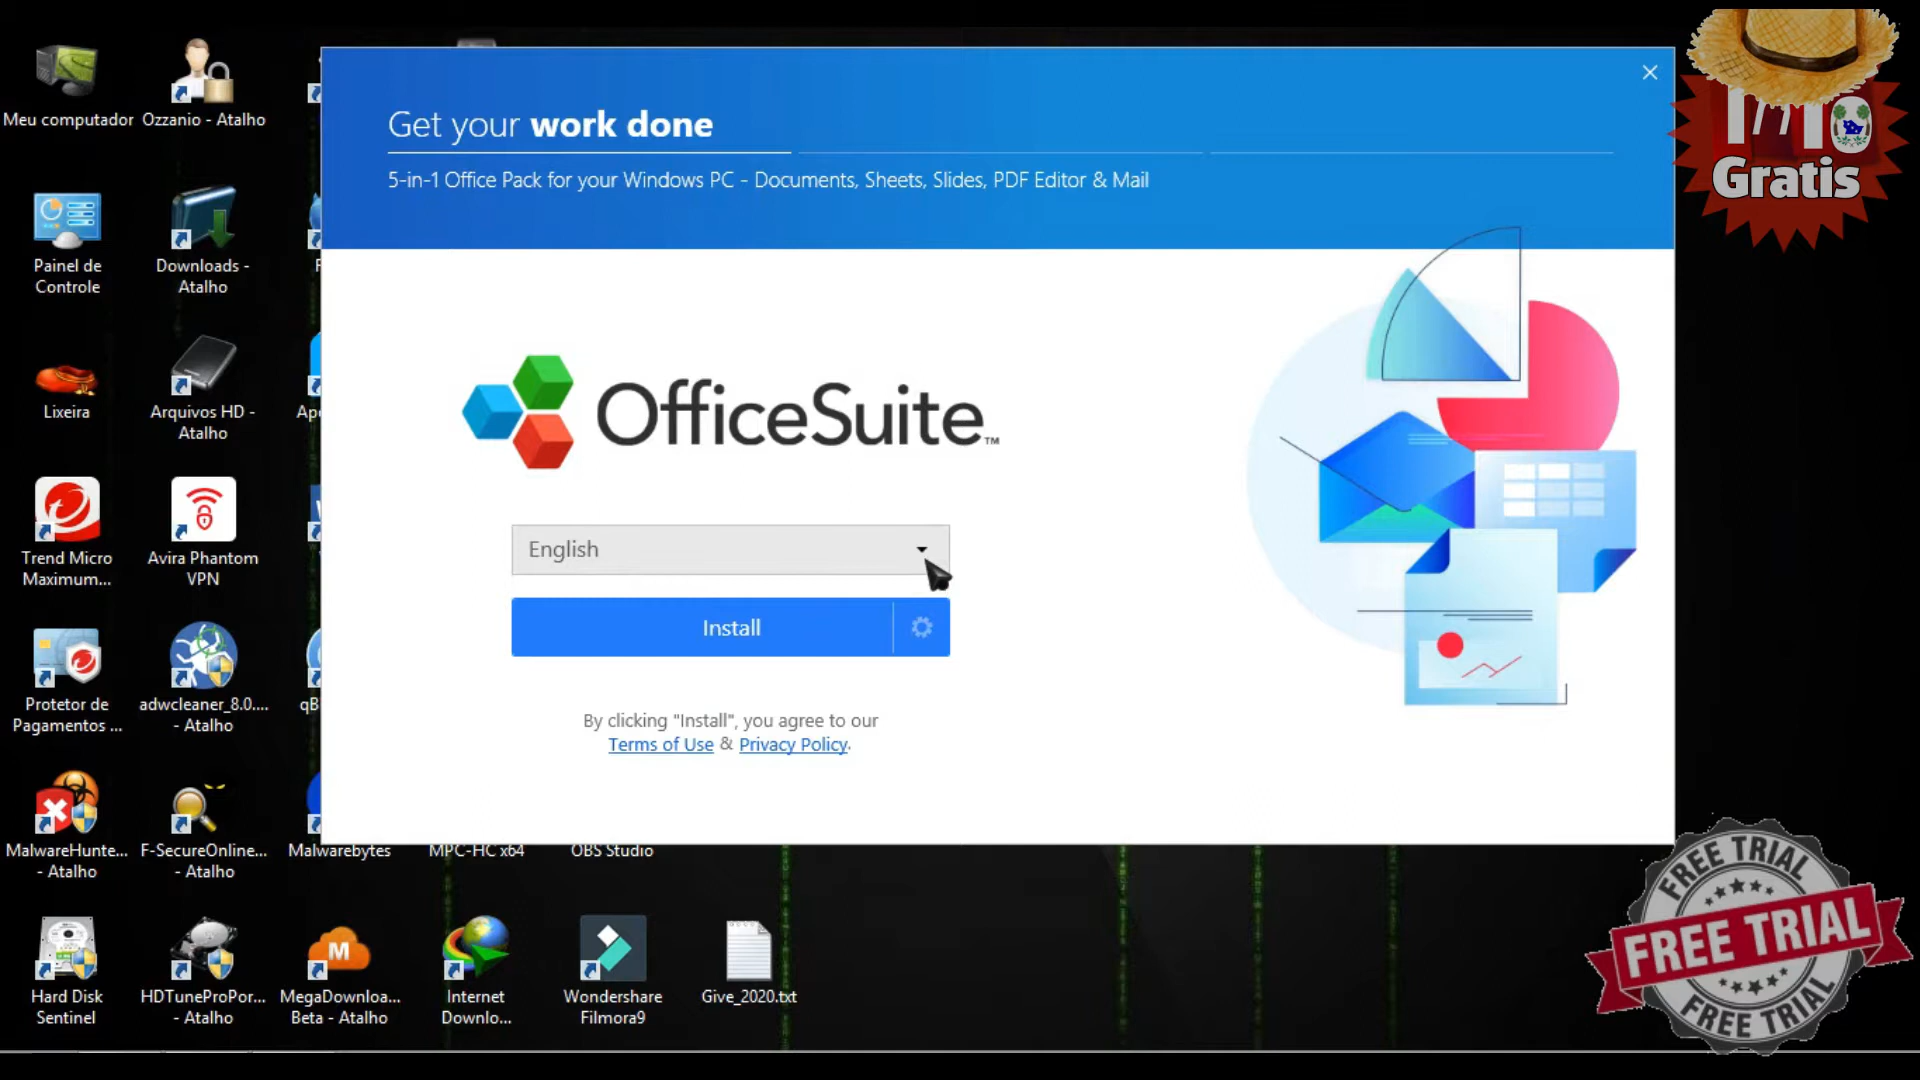 Meu computador
Ozzanio - Atalho
Painel de
Controle
Downloads -
Atalho
Lixeira
Arquivos HD -
Atalho
Trend Micro
Maximum...
Avira Phantom
VPN
Protetor de
Pagamentos ...
adwcleaner_8.0....
- Atalho
MalwareHunte...
- Atalho
F-SecureOnline...
- Atalho
Malwarebytes
MPC-HC x64
OBS Studio
Hard Disk
Sentinel
HDTuneProPor...
- Atalho
MegaDownloa...
Beta - Atalho
Internet
Downlo...
Wondershare
Filmora9
Give_2020.txt
Get your work done
5-in-1 Office Pack for your Windows PC - Documents, Sheets, Slides, PDF Editor & Mail
OfficeSuite™
English
Install
By clicking "Install", you agree to our
Terms of Use & Privacy Policy.
Gratis
FREE TRIAL
FREE TRIAL
FREE TRIAL